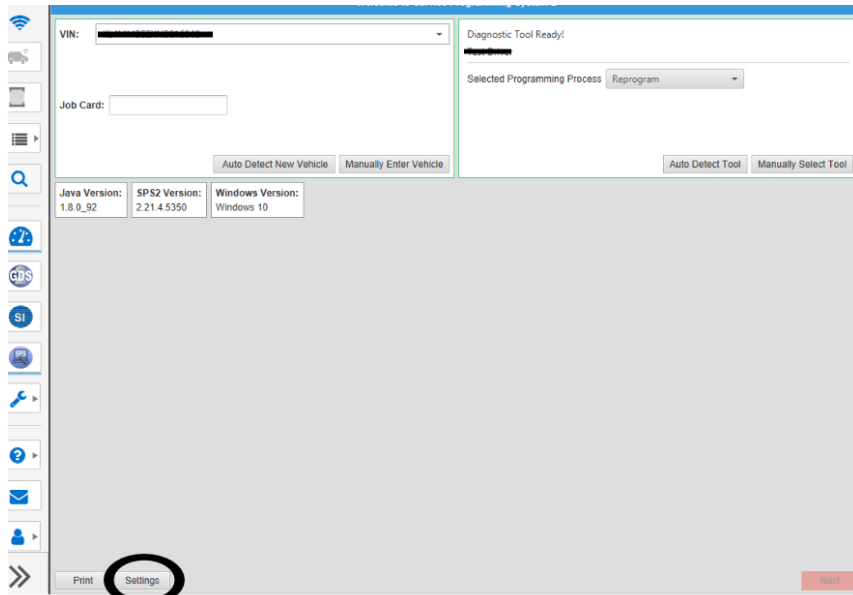 VIN:
Diagnostic Tool Ready!
Selected Programming Process Reprogram
Job Card:
Auto Detect New Vehicle Manually Enter Vehicle
Auto Detect Tool Manually Select Tool
Java Version: SPS2 Version: Windows Version:
1.8.0_92 2.21.4.5350 Windows 10
GDS
SI
Print Settings
Next